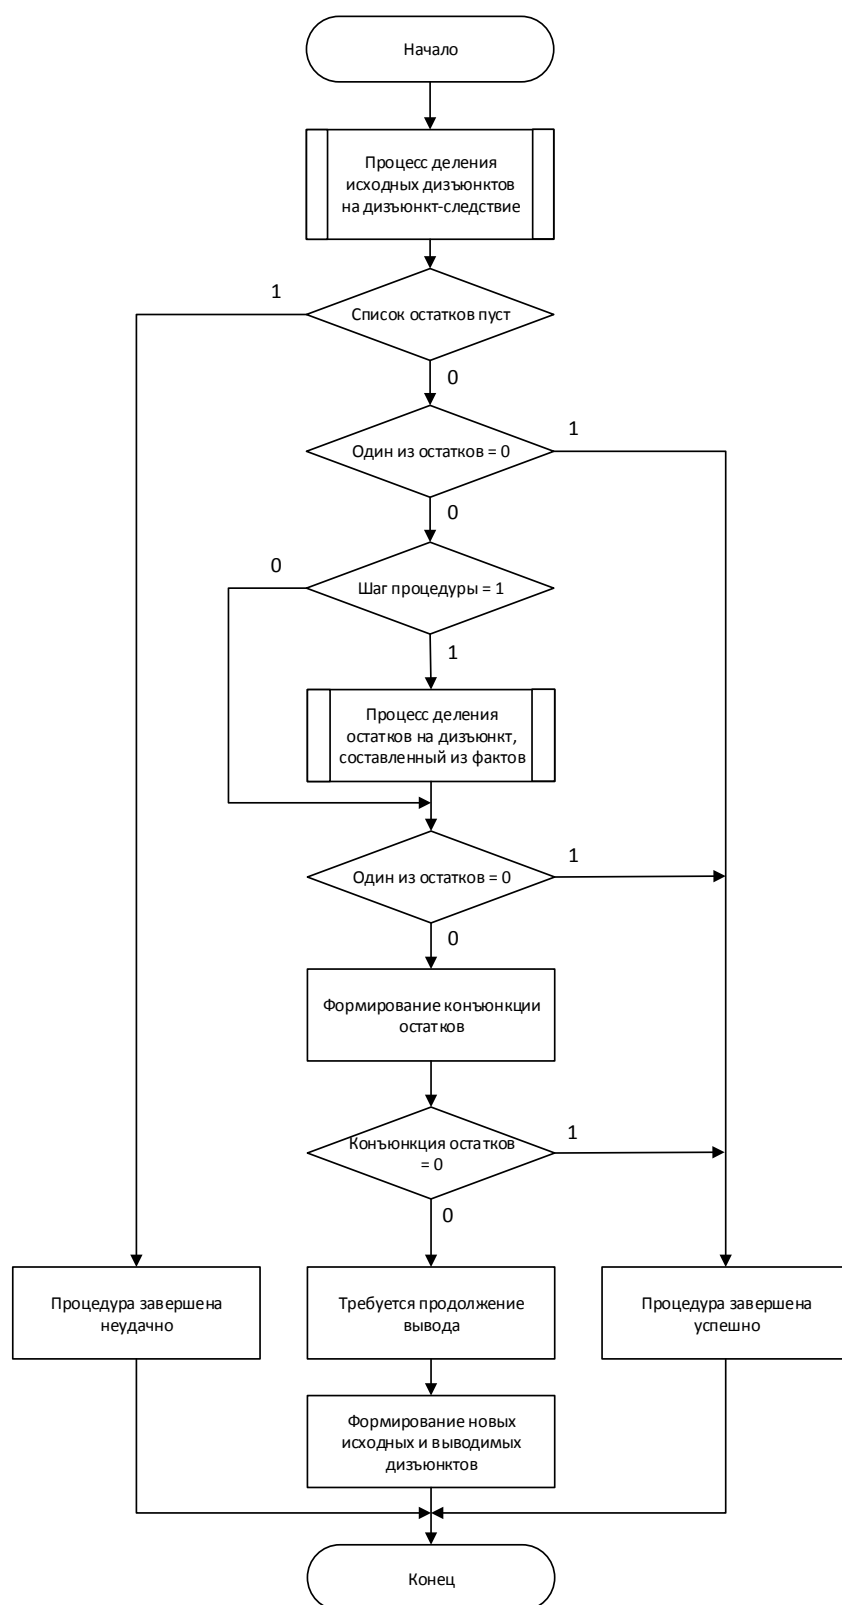 Начало
Процесс деления
исходных дизъюнктов
на дизъюнкт-следствие
1
Список остатков пуст
0
1
Один из остатков = 0
0
0
Шаг процедуры = 1
1
Процесс деления
остатков на дизъюнкт,
составленный из фактов
1
Один из остатков = 0
0
Формирование конъюнкции
остатков
1
Конъюнкция остатков
= 0
0
Процедура завершена
неудачно
Требуется продолжение
вывода
Процедура завершена
успешно
Формирование новых
исходных и выводимых
дизъюнктов
Конец